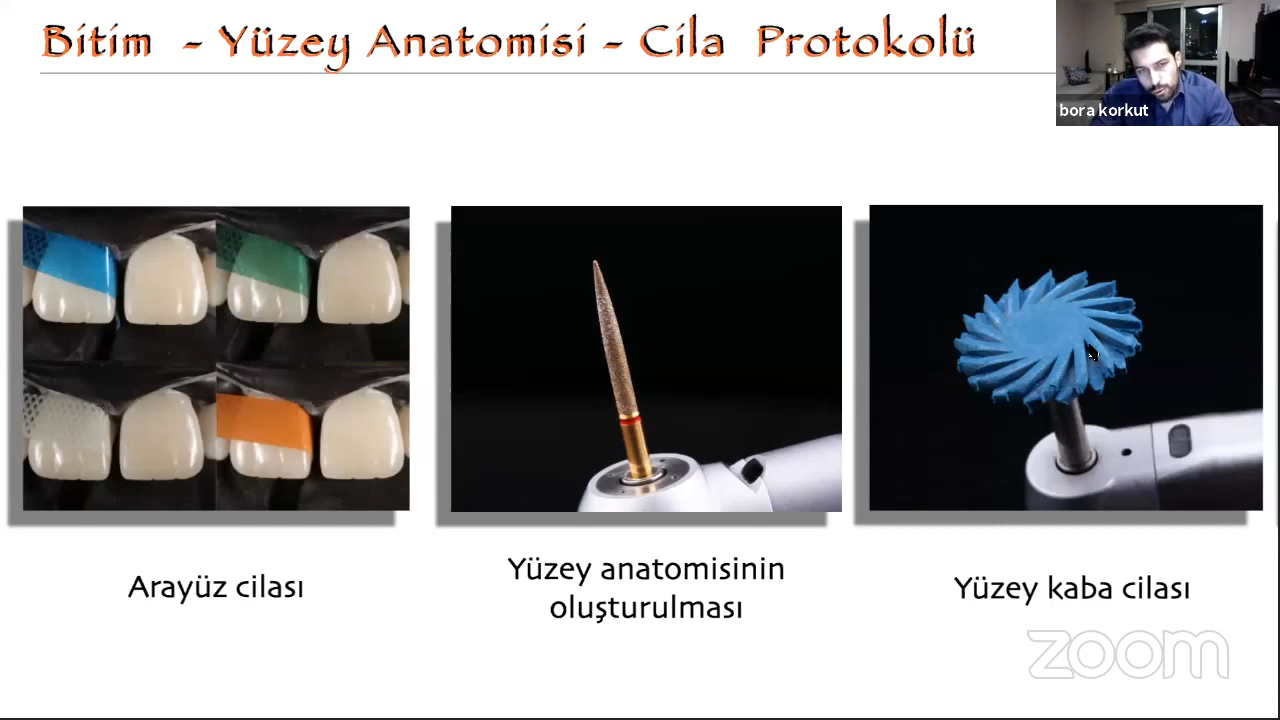 Bitim - Yüzey Anatomisi - Cila Protokolü
bora korkut
Arayüz cilası
Yüzey anatomisinin
oluşturulması
Yüzey kaba cilası
zoom